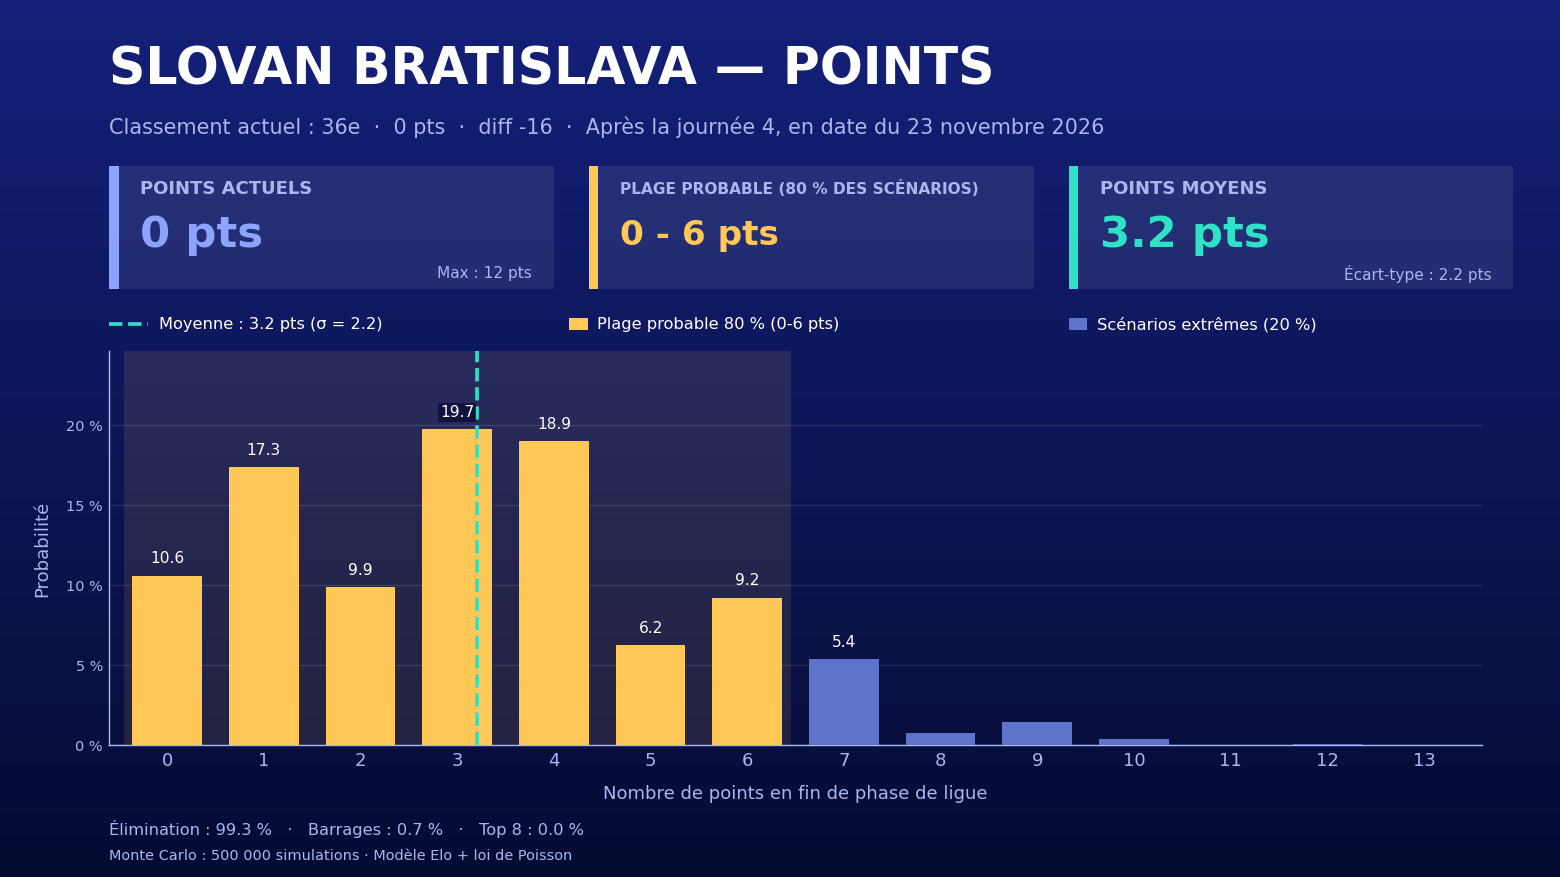 SLOVAN BRATISLAVA — POINTS
Classement actuel : 36e · 0 pts · diff -16 · Après la journée 4, en date du 23 novembre 2026
POINTS ACTUELS
0 pts
Max : 12 pts
PLAGE PROBABLE (80 % DES SCÉNARIOS)
0 - 6 pts
POINTS MOYENS
3.2 pts
Écart-type : 2.2 pts
Moyenne : 3.2 pts (σ = 2.2)
Plage probable 80 % (0-6 pts)
Scénarios extrêmes (20 %)
Probabilité
20 %
15 %
10 %
5 %
0 %
10.6
17.3
9.9
19.7
18.9
6.2
9.2
5.4
0 1 2 3 4 5 6 7 8 9 10 11 12 13
Nombre de points en fin de phase de ligue
Élimination : 99.3 % · Barrages : 0.7 % · Top 8 : 0.0 %
Monte Carlo : 500 000 simulations · Modèle Elo + loi de Poisson